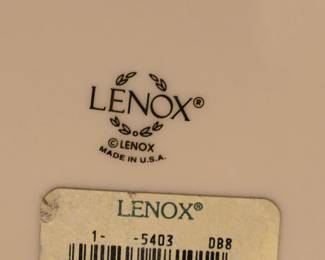 LENOX®
© LENOX
MADE IN U.S.A.
LENOX®
1- -5403 DB8